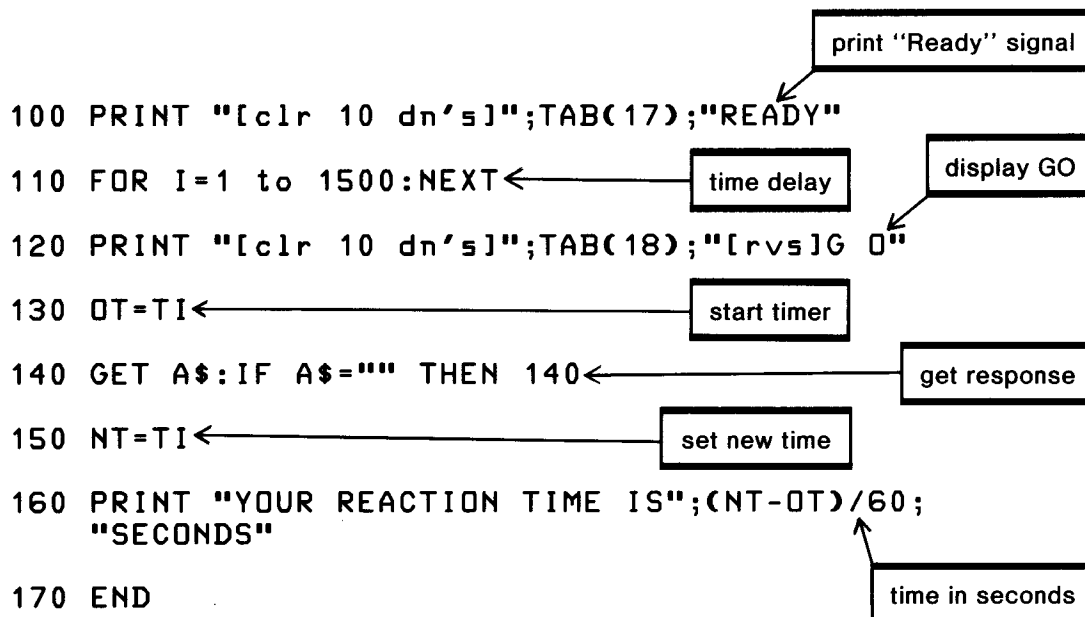 print "Ready" signal
100 PRINT "[clr 10 dn's]";TAB(17);"READY"
110 FOR I=1 to 1500:NEXT
time delay
display GO
120 PRINT "[clr 10 dn's]";TAB(18);"[rvs]G O"
130 OT=TI
start timer
140 GET A$:IF A$="" THEN 140
get response
150 NT=TI
set new time
160 PRINT "YOUR REACTION TIME IS";(NT-OT)/60;
"SECONDS"
170 END
time in seconds